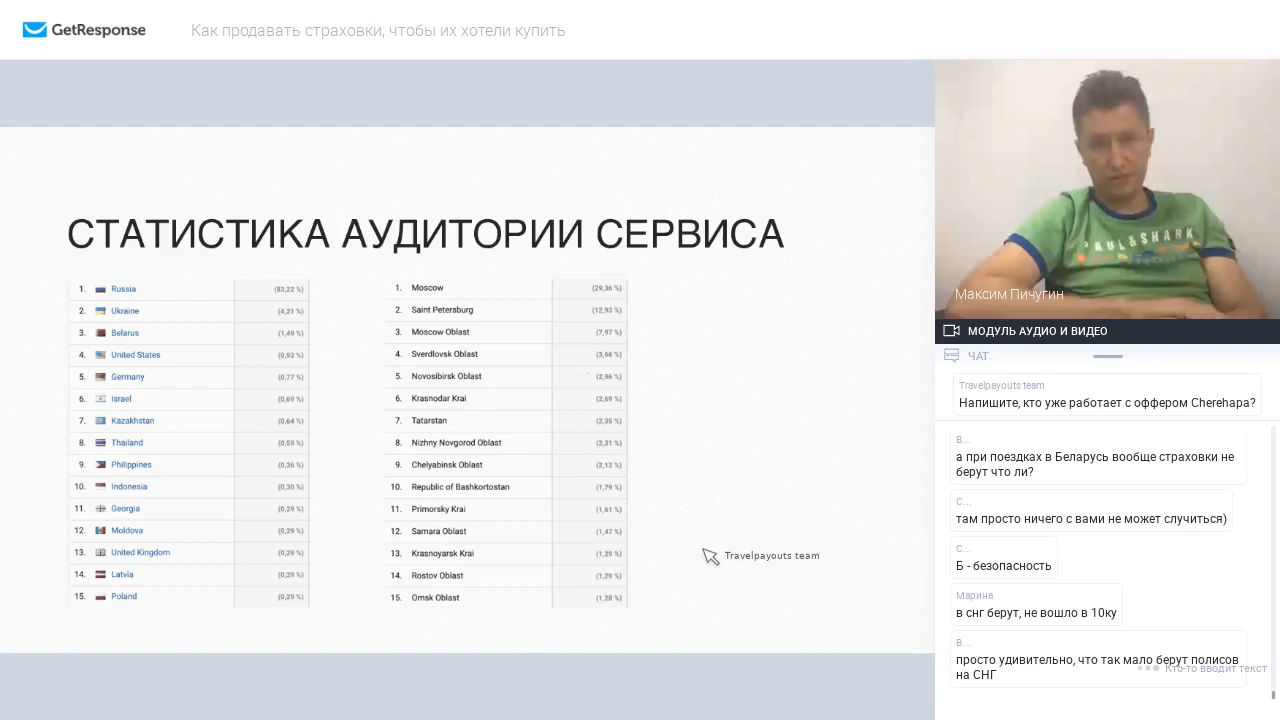 GetResponse
Как продавать страховки, чтобы их хотели купить
СТАТИСТИКА АУДИТОРИИ СЕРВИСА
1. Russia (83,22 %)
2. Ukraine (4,21 %)
3. Belarus (1,49 %)
4. United States (0,92 %)
5. Germany (0,77 %)
6. Israel (0,69 %)
7. Kazakhstan (0,64 %)
8. Thailand (0,59 %)
9. Philippines (0,36 %)
10. Indonesia (0,30 %)
11. Georgia (0,29 %)
12. Moldova (0,29 %)
13. United Kingdom (0,29 %)
14. Latvia (0,29 %)
15. Poland (0,29 %)
1. Moscow (29,36 %)
2. Saint Petersburg (12,93 %)
3. Moscow Oblast (7,97 %)
4. Sverdlovsk Oblast (3,66 %)
5. Novosibirsk Oblast (2,96 %)
6. Krasnodar Krai (2,69 %)
7. Tatarstan (2,35 %)
8. Nizhny Novgorod Oblast (2,31 %)
9. Chelyabinsk Oblast (2,13 %)
10. Republic of Bashkortostan (1,79 %)
11. Primorsky Krai (1,61 %)
12. Samara Oblast (1,47 %)
13. Krasnoyarsk Krai (1,29 %)
14. Rostov Oblast (1,29 %)
15. Omsk Oblast (1,28 %)
Travelpayouts team
PAUL&SHARK
Максим Пичугин
МОДУЛЬ АУДИО И ВИДЕО
ЧАТ
Travelpayouts team
Напишите, кто уже работает с оффером Cherehapa?
В...
а при поездках в Беларусь вообще страховки не
берут что ли?
С...
там просто ничего с вами не может случиться)
С...
Б - безопасность
Марина
в снг берут, не вошло в 10ку
В...
просто удивительно, что так мало берут полисов
на СНГ
Кто-то вводит текст